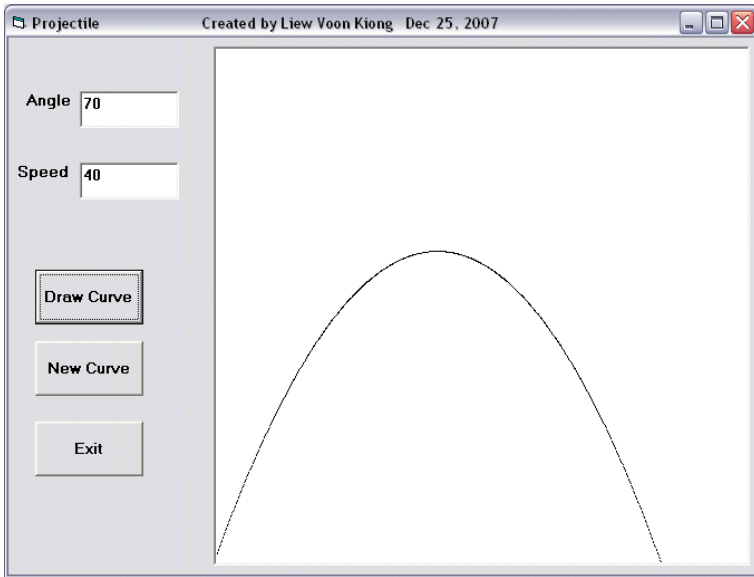 Projectile Created by Liew Voon Kiong Dec 25, 2007
Angle 70
Speed 40
Draw Curve
New Curve
Exit